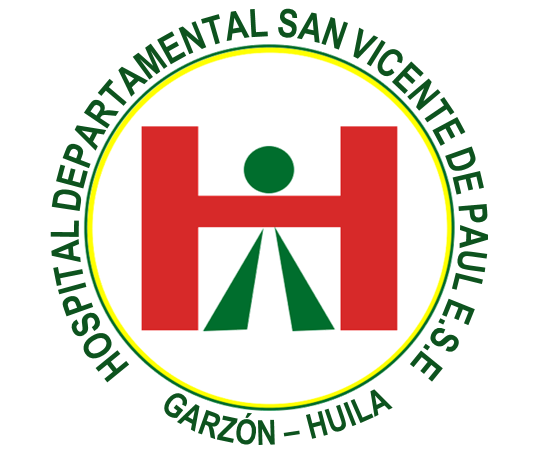 HOSPITAL DEPARTAMENTAL SAN VICENTE DE PAUL E.S.E
GARZÓN – HUILA